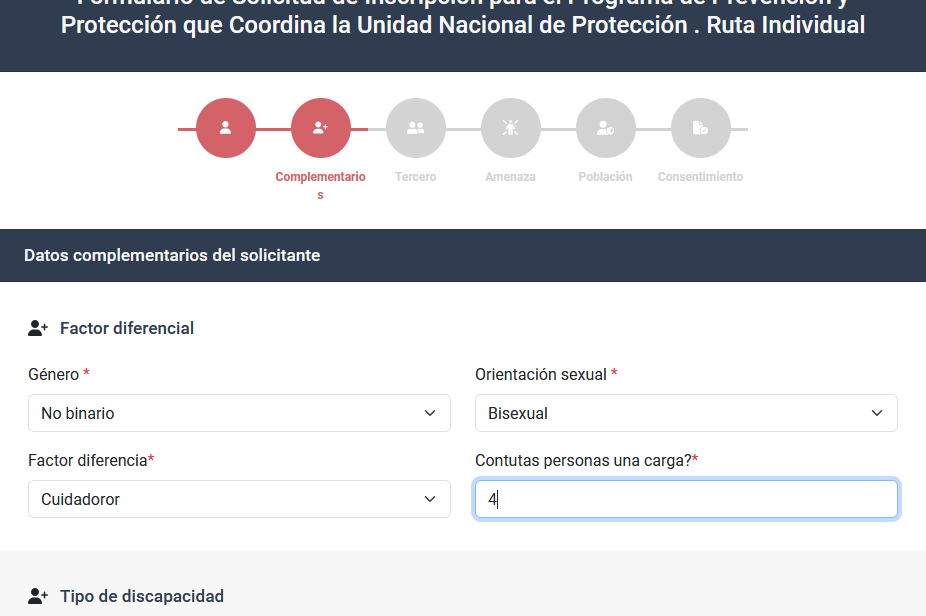 Formulario de Solicitud de Inscripción para el Programa de Prevención y
Protección que Coordina la Unidad Nacional de Protección . Ruta Individual
Complementario
s
Tercero
Amenaza
Población
Consentimiento
Datos complementarios del solicitante
Factor diferencial
Género *
Orientación sexual *
No binario
Bisexual
Factor diferencia*
Contutas personas una carga?*
Cuidadoror
4
Tipo de discapacidad